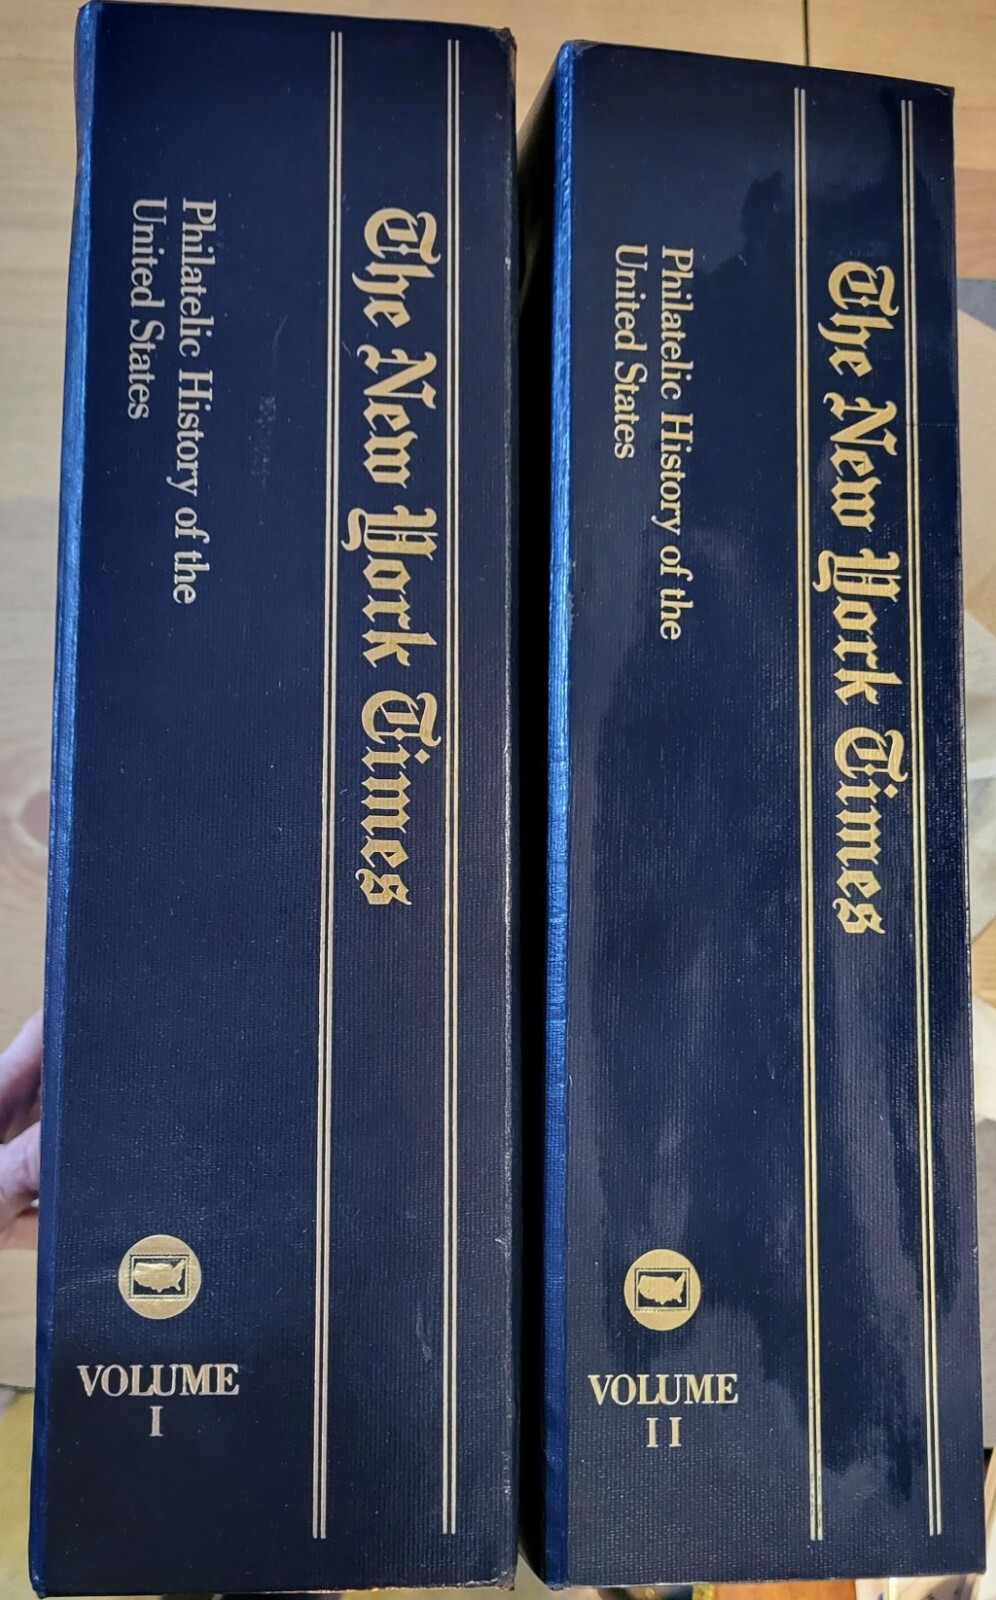 The New York Times
Philatelic History of the
United States
VOLUME
I
The New York Times
Philatelic History of the
United States
VOLUME
II